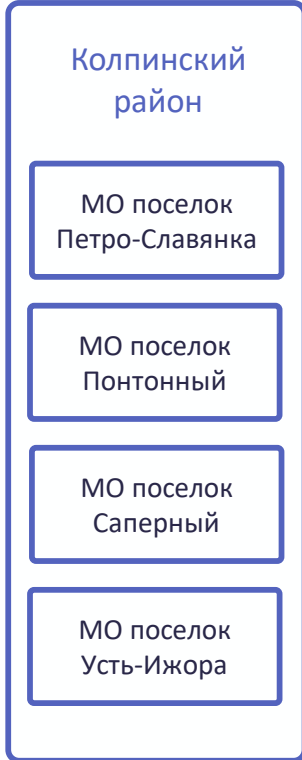 Колпинский
район
МО поселок
Петро-Славянка
МО поселок
Понтонный
МО поселок
Саперный
МО поселок
Усть-Ижора